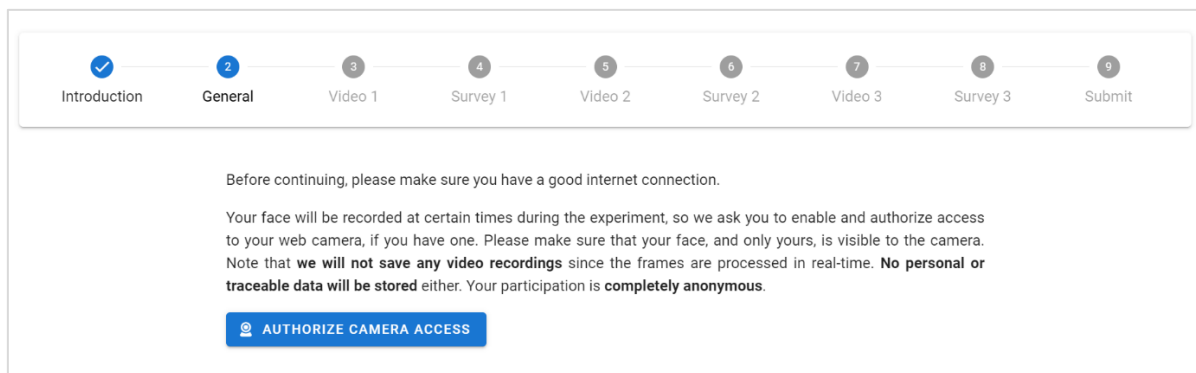 2 3 4 5 6 7 8 9
Introduction General Video 1 Survey 1 Video 2 Survey 2 Video 3 Survey 3 Submit
Before continuing, please make sure you have a good internet connection.
Your face will be recorded at certain times during the experiment, so we ask you to enable and authorize access
to your web camera, if you have one. Please make sure that your face, and only yours, is visible to the camera.
Note that we will not save any video recordings since the frames are processed in real-time. No personal or
traceable data will be stored either. Your participation is completely anonymous.
AUTHORIZE CAMERA ACCESS